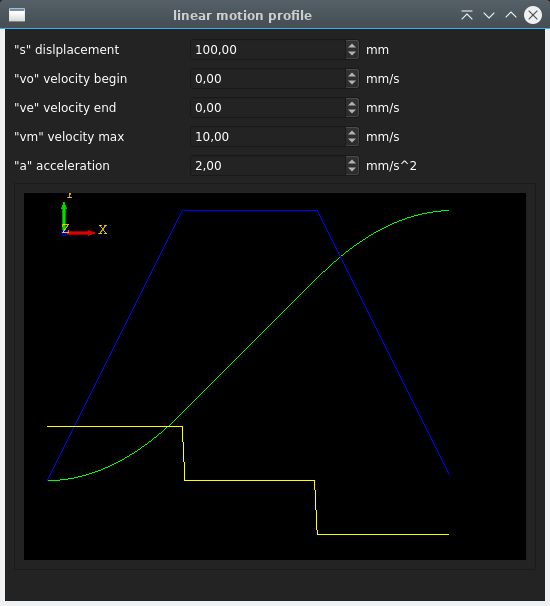 linear motion profile
"s" dislplacement 100,00 mm
"vo" velocity begin 0,00 mm/s
"ve" velocity end 0,00 mm/s
"vm" velocity max 10,00 mm/s
"a" acceleration 2,00 mm/s^2
Y
Z X